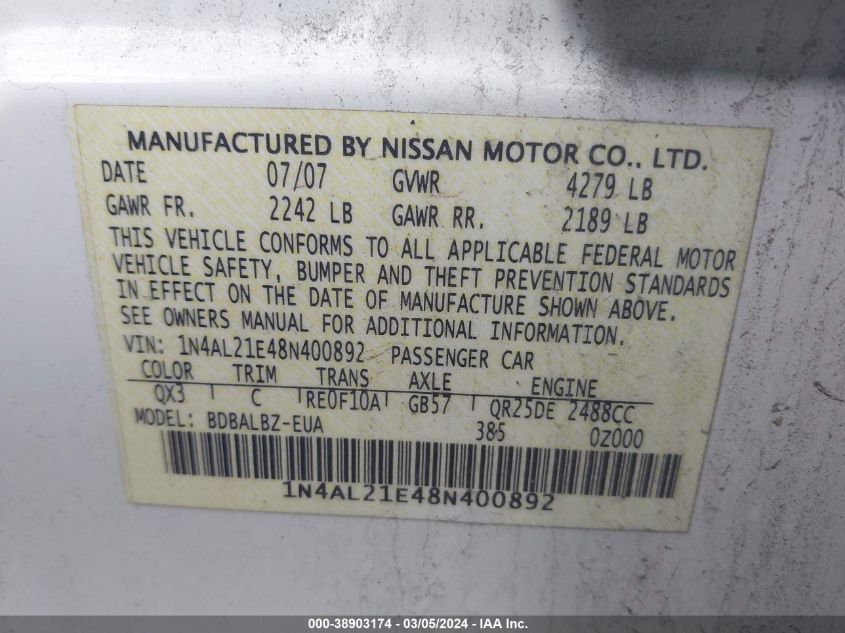 MANUFACTURED BY NISSAN MOTOR CO., LTD.
DATE 07/07 GVWR 4279 LB
GAWR FR. 2242 LB GAWR RR. 2189 LB
THIS VEHICLE CONFORMS TO ALL APPLICABLE FEDERAL MOTOR
VEHICLE SAFETY, BUMPER AND THEFT PREVENTION STANDARDS
IN EFFECT ON THE DATE OF MANUFACTURE SHOWN ABOVE.
SEE OWNERS MANUAL FOR ADDITIONAL INFORMATION.
VIN: 1N4AL21E48N400892 PASSENGER CAR
COLOR TRIM TRANS AXLE ENGINE
QX3 C RE0F10A GB57 QR25DE 2488CC
MODEL: BDBALBZ-EUA 385 0Z000
1N4AL21E48N400892
000-38903174 - 03/05/2024 - IAA Inc.